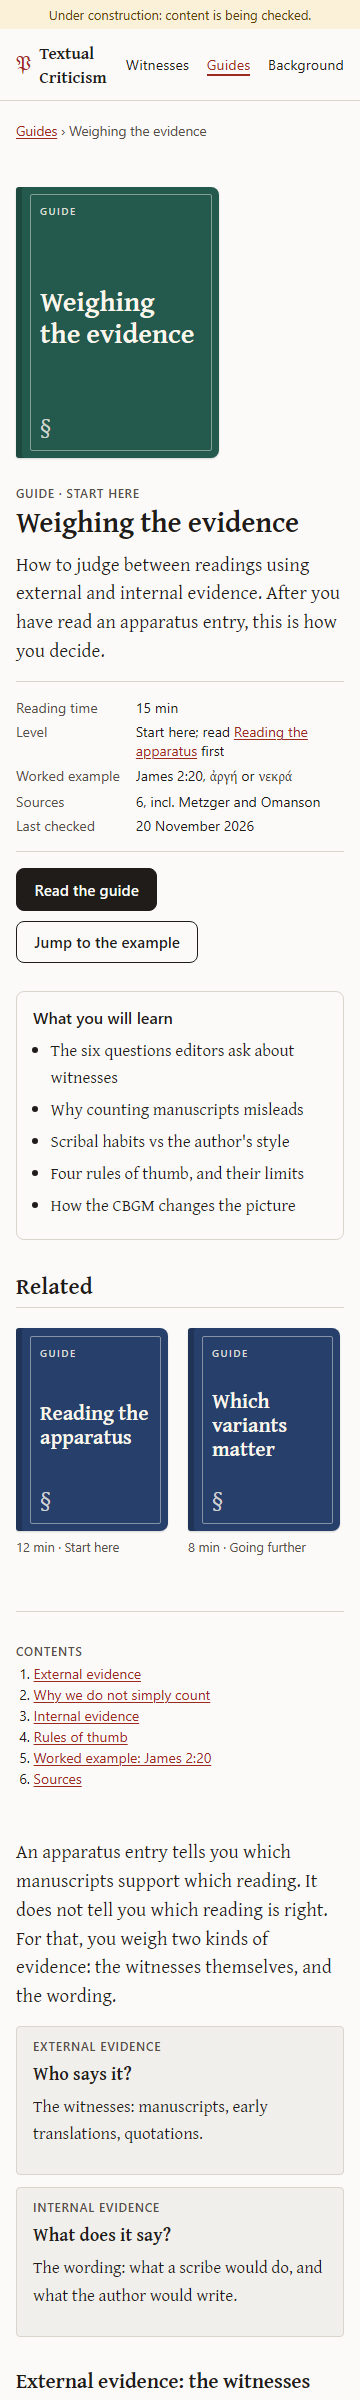 Under construction: content is being checked.
𝔓 Textual Criticism
Witnesses Guides Background
Guides › Weighing the evidence
GUIDE
Weighing
the evidence
§
GUIDE · START HERE
Weighing the evidence
How to judge between readings using
external and internal evidence. After you
have read an apparatus entry, this is how
you decide.
Reading time 15 min
Level Start here; read Reading the
apparatus first
Worked example James 2:20, ἀργή or νεκρά
Sources 6, incl. Metzger and Omanson
Last checked 20 November 2026
Read the guide
Jump to the example
What you will learn
• The six questions editors ask about
witnesses
• Why counting manuscripts misleads
• Scribal habits vs the author's style
• Four rules of thumb, and their limits
• How the CBGM changes the picture
Related
GUIDE
Reading the
apparatus
§
12 min · Start here
GUIDE
Which
variants
matter
§
8 min · Going further
CONTENTS
1. External evidence
2. Why we do not simply count
3. Internal evidence
4. Rules of thumb
5. Worked example: James 2:20
6. Sources
An apparatus entry tells you which
manuscripts support which reading. It
does not tell you which reading is right.
For that, you weigh two kinds of
evidence: the witnesses themselves, and
the wording.
EXTERNAL EVIDENCE
Who says it?
The witnesses: manuscripts, early
translations, quotations.
INTERNAL EVIDENCE
What does it say?
The wording: what a scribe would do, and
what the author would write.
External evidence: the witnesses